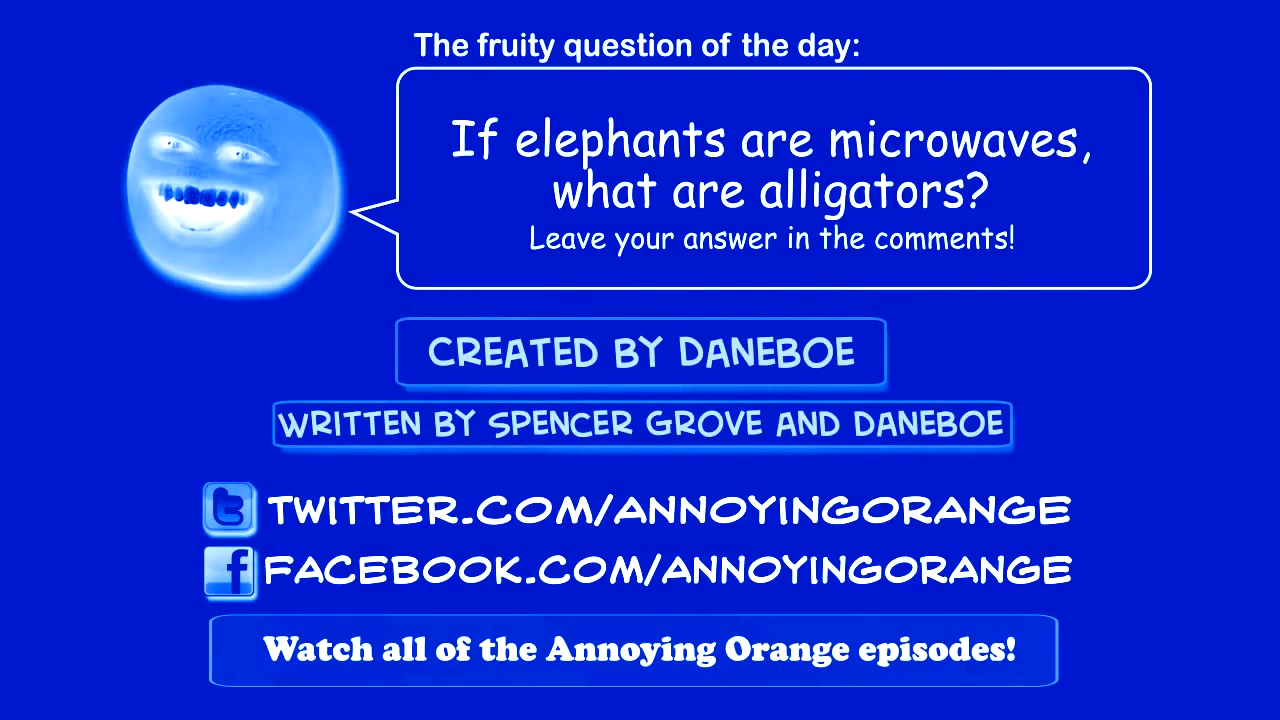 The fruity question of the day:
If elephants are microwaves,
what are alligators?
Leave your answer in the comments!
CREATED BY DANEBOE
WRITTEN BY SPENCER GROVE AND DANEBOE
TWITTER.COM/ANNOYINGORANGE
FACEBOOK.COM/ANNOYINGORANGE
Watch all of the Annoying Orange episodes!